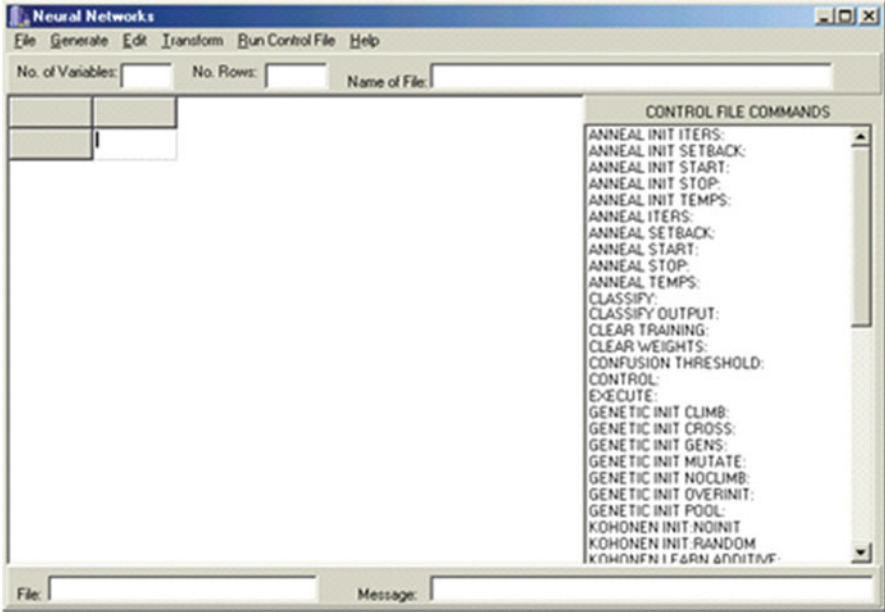 Neural Networks
File Generate Edit Transform Run Control File Help
No. of Variables: No. Rows: Name of File:
CONTROL FILE COMMANDS
ANNEAL INIT ITERS:
ANNEAL INIT SETBACK:
ANNEAL INIT START:
ANNEAL INIT STOP:
ANNEAL INIT TEMPS:
ANNEAL ITERS:
ANNEAL SETBACK:
ANNEAL START:
ANNEAL STOP:
ANNEAL TEMPS:
CLASSIFY:
CLASSIFY OUTPUT:
CLEAR TRAINING:
CLEAR WEIGHTS:
CONFUSION THRESHOLD:
CONTROL:
EXECUTE:
GENETIC INIT CLIMB:
GENETIC INIT CROSS:
GENETIC INIT GENS:
GENETIC INIT MUTATE:
GENETIC INIT NOCLIMB:
GENETIC INIT OVERINIT:
GENETIC INIT POOL:
KOHONEN INIT:NOINIT
KOHONEN INIT:RANDOM
KOHONEN LEARN ADDITIVE:
File: Message: